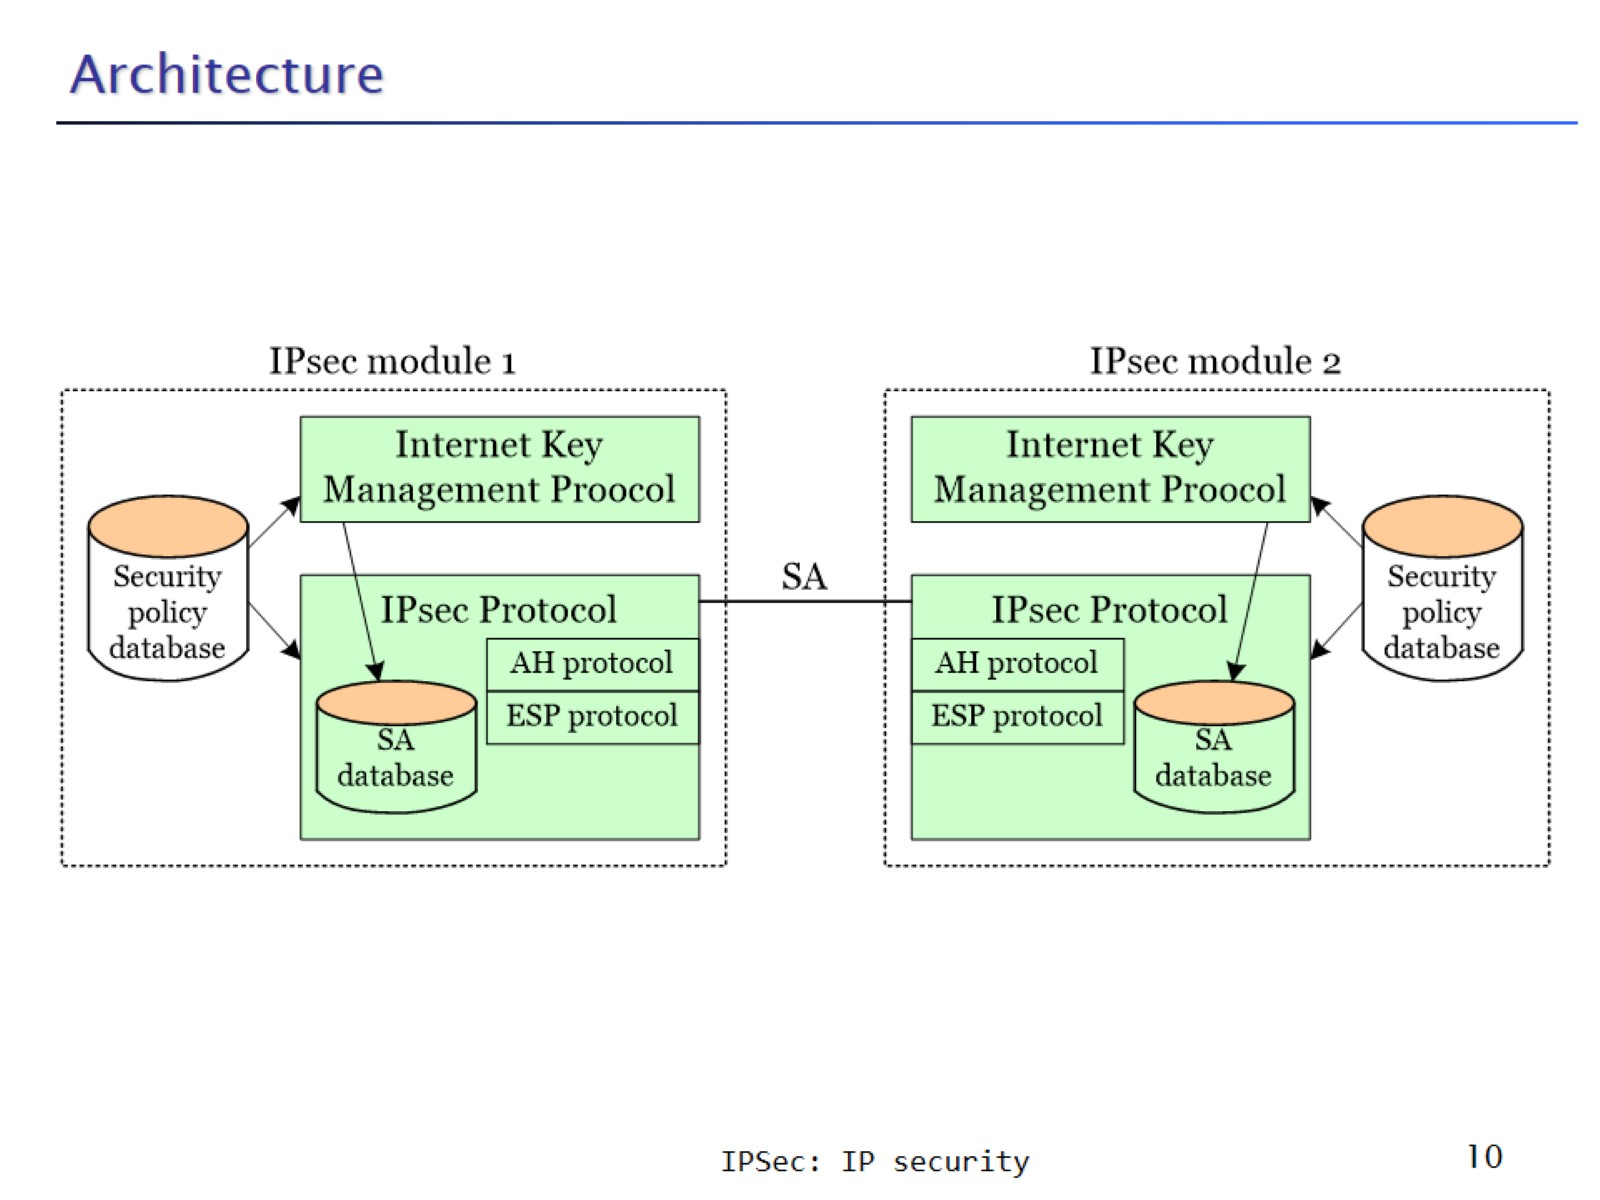 Architecture
IPsec module 1
Internet Key
Management Proocol
Security
policy
database
IPsec Protocol
AH protocol
ESP protocol
SA
database
SA
IPsec module 2
Internet Key
Management Proocol
IPsec Protocol
AH protocol
ESP protocol
SA
database
Security
policy
database
IPSec: IP security
10